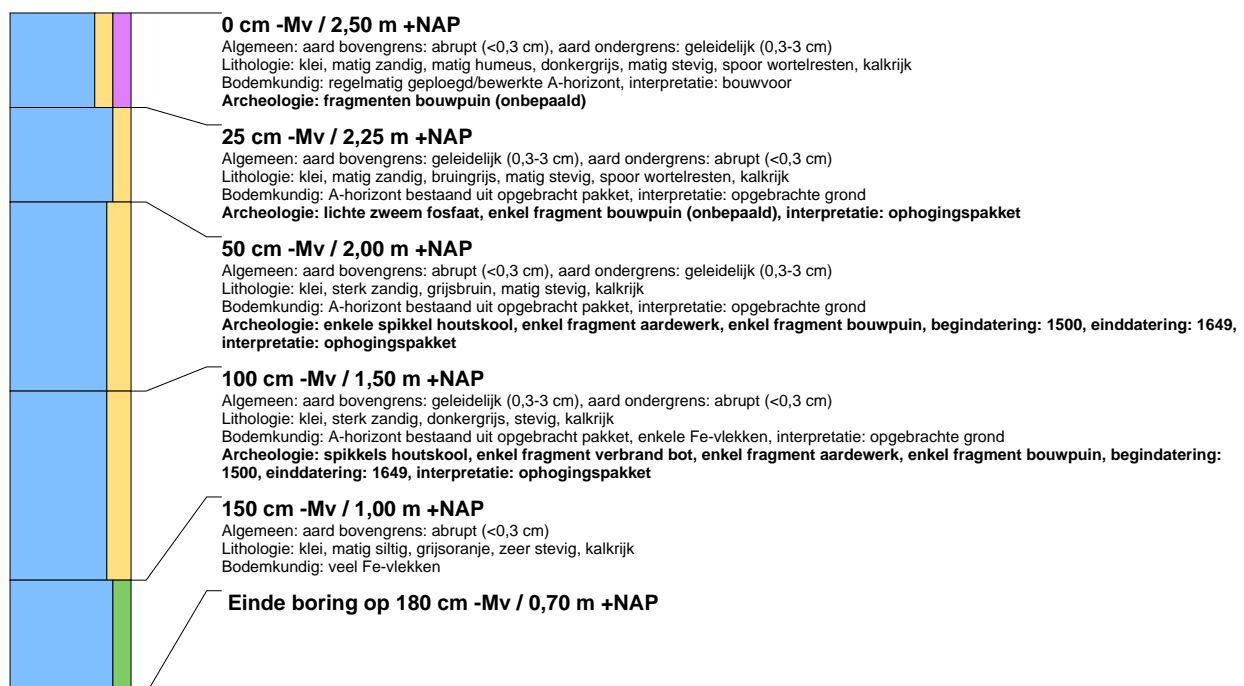 0 cm -Mv / 2,50 m +NAP
Algemeen: aard bovengrens: abrupt (<0,3 cm), aard ondergrens: geleidelijk (0,3-3 cm)
Lithologie: klei, matig zandig, matig humeus, donkergrijs, matig stevig, spoor wortelresten, kalkrijk
Bodemkundig: regelmatig geploegd/bewerkte A-horizont, interpretatie: bouwvoor
Archeologie: fragmenten bouwpuin (onbepaald)
25 cm -Mv / 2,25 m +NAP
Algemeen: aard bovengrens: geleidelijk (0,3-3 cm), aard ondergrens: abrupt (<0,3 cm)
Lithologie: klei, matig zandig, bruingrijs, matig stevig, spoor wortelresten, kalkrijk
Bodemkundig: A-horizont bestaand uit opgebracht pakket, interpretatie: opgebrachte grond
Archeologie: lichte zweem fosfaat, enkel fragment bouwpuin (onbepaald), interpretatie: ophogingspakket
50 cm -Mv / 2,00 m +NAP
Algemeen: aard bovengrens: abrupt (<0,3 cm), aard ondergrens: geleidelijk (0,3-3 cm)
Lithologie: klei, sterk zandig, grijsbruin, matig stevig, kalkrijk
Bodemkundig: A-horizont bestaand uit opgebracht pakket, interpretatie: opgebrachte grond
Archeologie: enkele spikkel houtskool, enkel fragment aardewerk, enkel fragment bouwpuin, begindatering: 1500, einddatering: 1649,
interpretatie: ophogingspakket
100 cm -Mv / 1,50 m +NAP
Algemeen: aard bovengrens: geleidelijk (0,3-3 cm), aard ondergrens: abrupt (<0,3 cm)
Lithologie: klei, sterk zandig, donkergrijs, stevig, kalkrijk
Bodemkundig: A-horizont bestaand uit opgebracht pakket, enkele Fe-vlekken, interpretatie: opgebrachte grond
Archeologie: spikkels houtskool, enkel fragment verbrand bot, enkel fragment aardewerk, enkel fragment bouwpuin, begindatering:
1500, einddatering: 1649, interpretatie: ophogingspakket
150 cm -Mv / 1,00 m +NAP
Algemeen: aard bovengrens: abrupt (<0,3 cm)
Lithologie: klei, matig siltig, grijsoranje, zeer stevig, kalkrijk
Bodemkundig: veel Fe-vlekken
Einde boring op 180 cm -Mv / 0,70 m +NAP